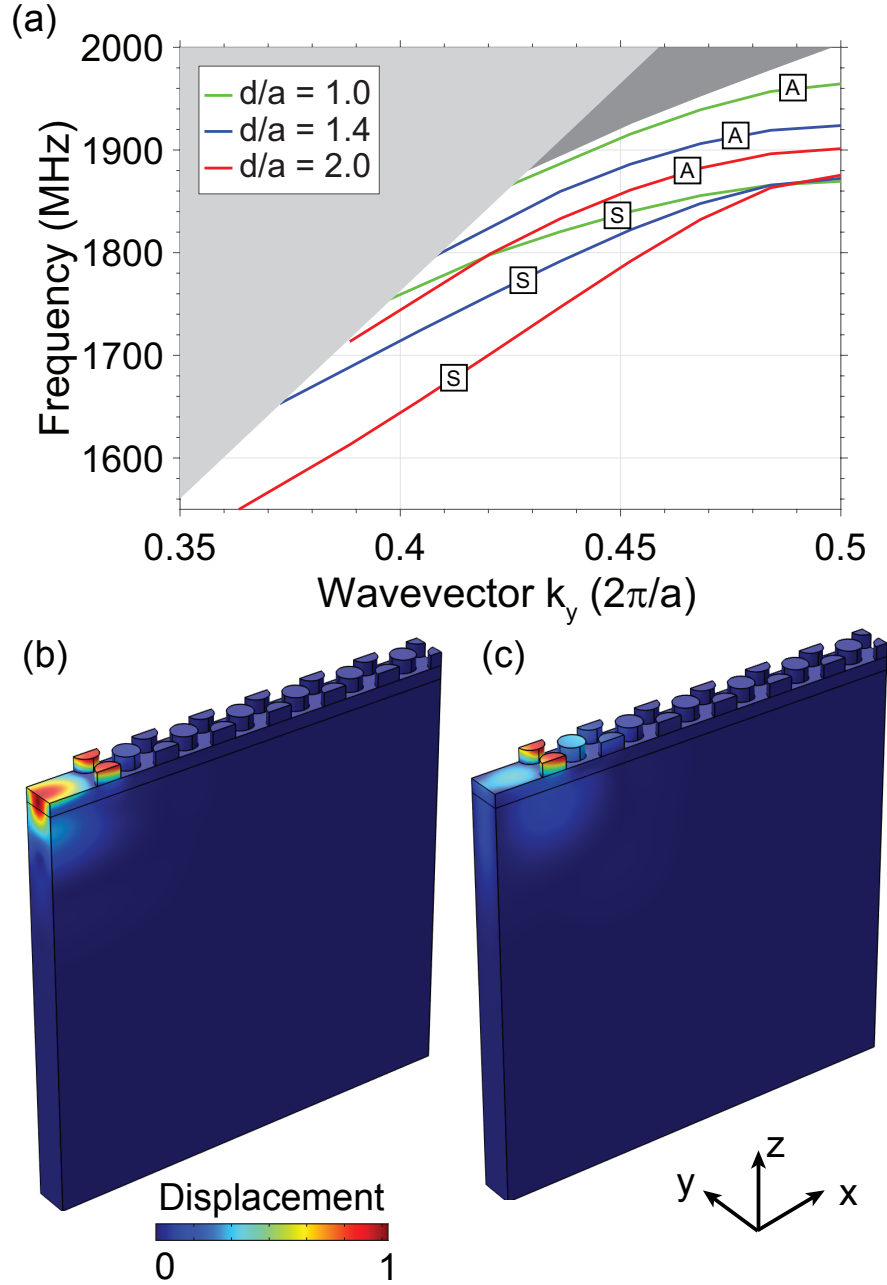 (a)
2000
1900
1800
1700
1600
Frequency (MHz)
d/a = 1.0
d/a = 1.4
d/a = 2.0
A
A
A
S
S
S
0.35
0.4
0.45
0.5
Wavevector k_y (2π/a)
(b)
(c)
Displacement
0
1
z
y
x